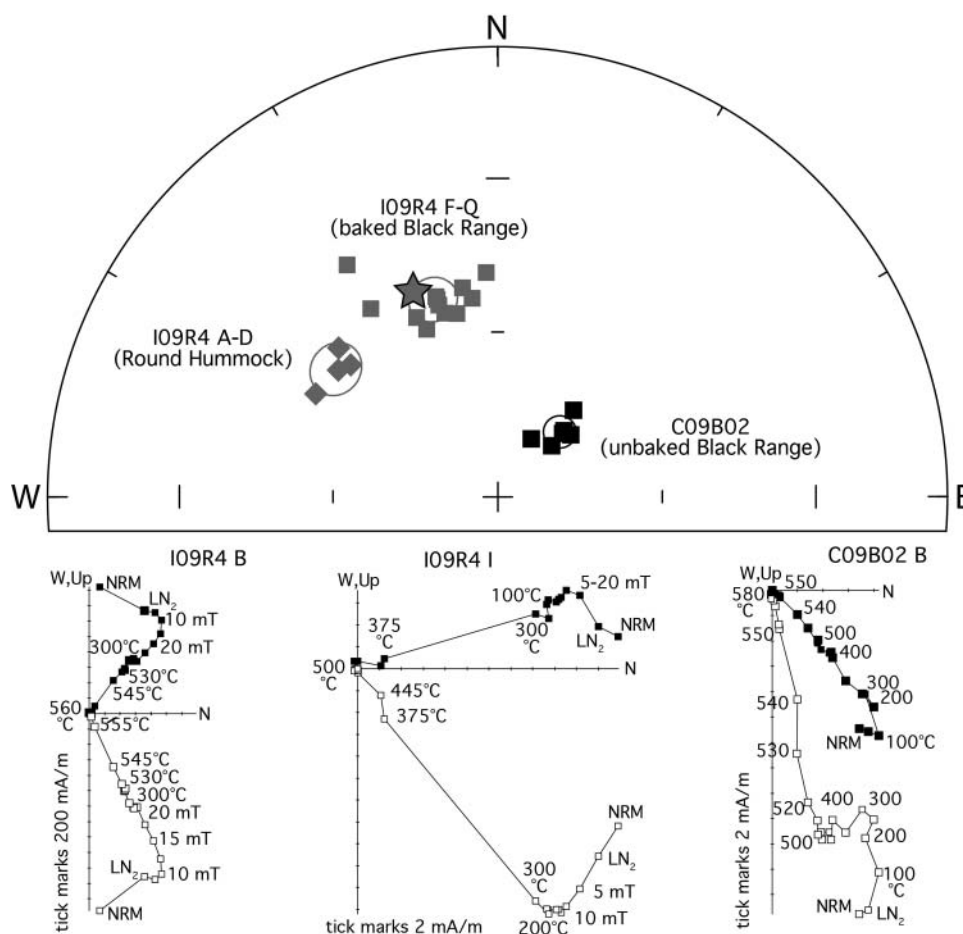 N
I09R4 F-Q
(baked Black Range)
I09R4 A-D
(Round Hummock)
C09B02
(unbaked Black Range)
W
E
I09R4 B
W,Up
NRM
LN2
10 mT
20 mT
300°C
530°C
545°C
560
°C
N
555°C
545°C
530°C
300°C
20 mT
15 mT
LN2
10 mT
NRM
tick marks 200 mA/m
I09R4 I
W,Up
5-20 mT
100°C
300
°C
NRM
LN2
375
°C
500
°C
N
445°C
375°C
NRM
LN2
300
°C
5 mT
10 mT
200°C
tick marks 2 mA/m
C09B02 B
W,Up
550
N
580
°C
540
550
500
400
300
200
540
NRM
100°C
530
520
400
300
500
200
100
°C
NRM
LN2
tick marks 2 mA/m